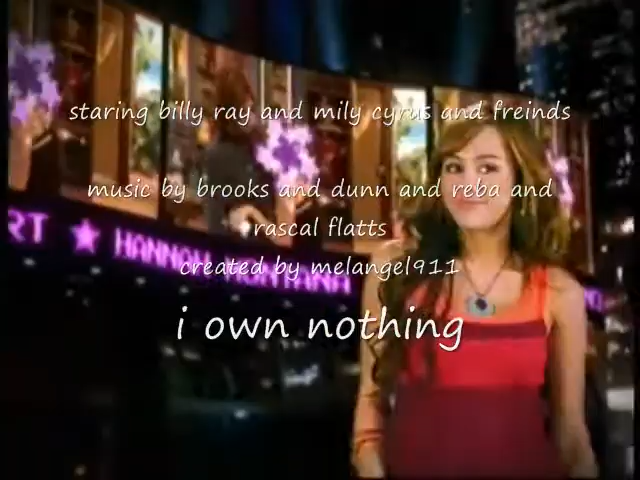 staring billy ray and mily cyrus and freinds
music by brooks and dunn and reba and
rascal flatts
RT ★ HANNAH MONTANA
created by melangel911
i own nothing